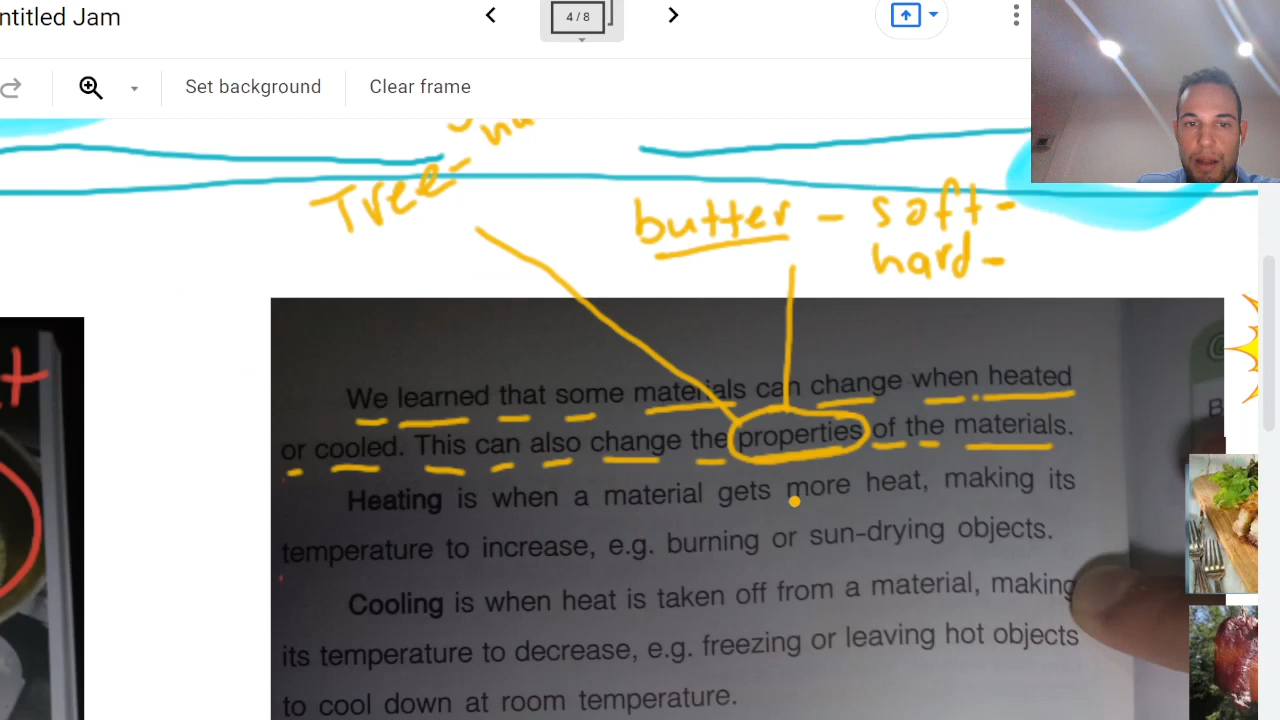 ntitled Jam
4 / 8
Set background
Clear frame
Tree-
butter - soft-
hard-
We learned that some materials can change when heated
or cooled. This can also change the properties of the materials.
Heating is when a material gets more heat, making its
temperature to increase, e.g. burning or sun-drying objects.
Cooling is when heat is taken off from a material, making
its temperature to decrease, e.g. freezing or leaving hot objects
to cool down at room temperature.